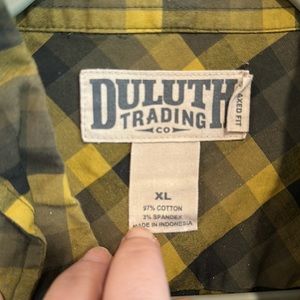 DULUTH
TRADING
CO
XL
97% COTTON
3% SPANDEX
MADE IN INDONESIA
FIT